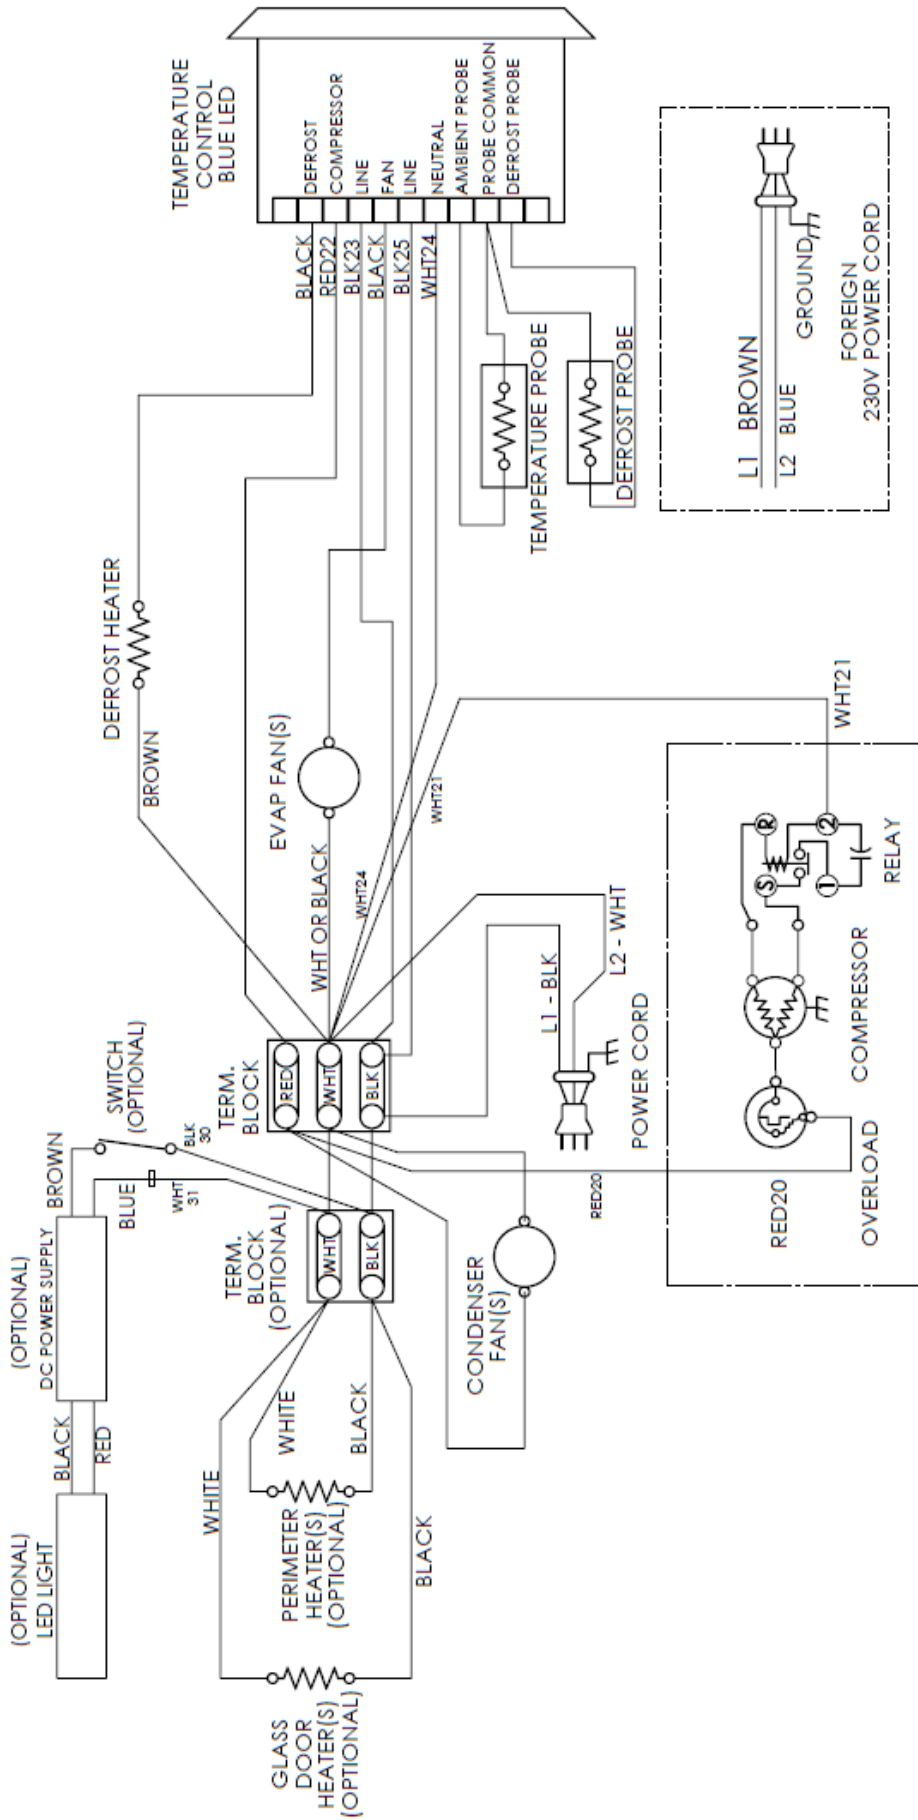 (OPTIONAL)
LED LIGHT
BLACK
RED
(OPTIONAL)
DC POWER SUPPLY
BROWN
BLUE
SWITCH
(OPTIONAL)
BLK
30
WHT
31
BROWN
DEFROST HEATER
TEMPERATURE
CONTROL
BLUE LED
BLACK
RED22
BLK23
BLACK
BLK25
WHT24
DEFROST
COMPRESSOR
LINE
FAN
LINE
NEUTRAL
AMBIENT PROBE
PROBE COMMON
DEFROST PROBE
WHITE
GLASS
DOOR
HEATER(S)
(OPTIONAL)
BLACK
WHITE
PERIMETER
HEATER(S)
(OPTIONAL)
BLACK
TERM.
BLOCK
(OPTIONAL)
WHT
BLK
TERM.
BLOCK
RED
WHT
BLK
WHT OR BLACK
EVAP FAN(S)
WHT24
WHT21
TEMPERATURE PROBE
DEFROST PROBE
CONDENSER
FAN(S)
RED20
L1 - BLK
L2 - WHT
POWER CORD
WHT21
RED20
OVERLOAD
COMPRESSOR
S
R
1
2
RELAY
L1 BROWN
L2 BLUE
GROUND
FOREIGN
230V POWER CORD